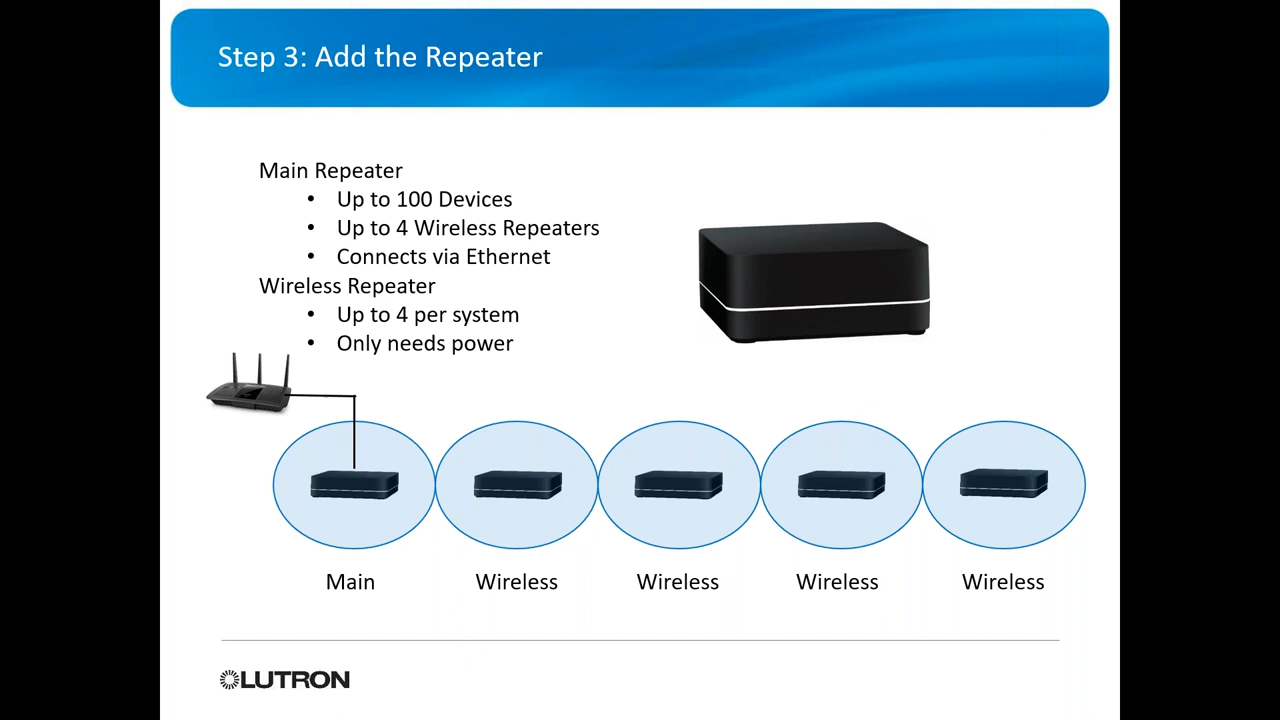 Step 3: Add the Repeater
Main Repeater
• Up to 100 Devices
• Up to 4 Wireless Repeaters
• Connects via Ethernet
Wireless Repeater
• Up to 4 per system
• Only needs power
Main
Wireless
Wireless
Wireless
Wireless
LUTRON